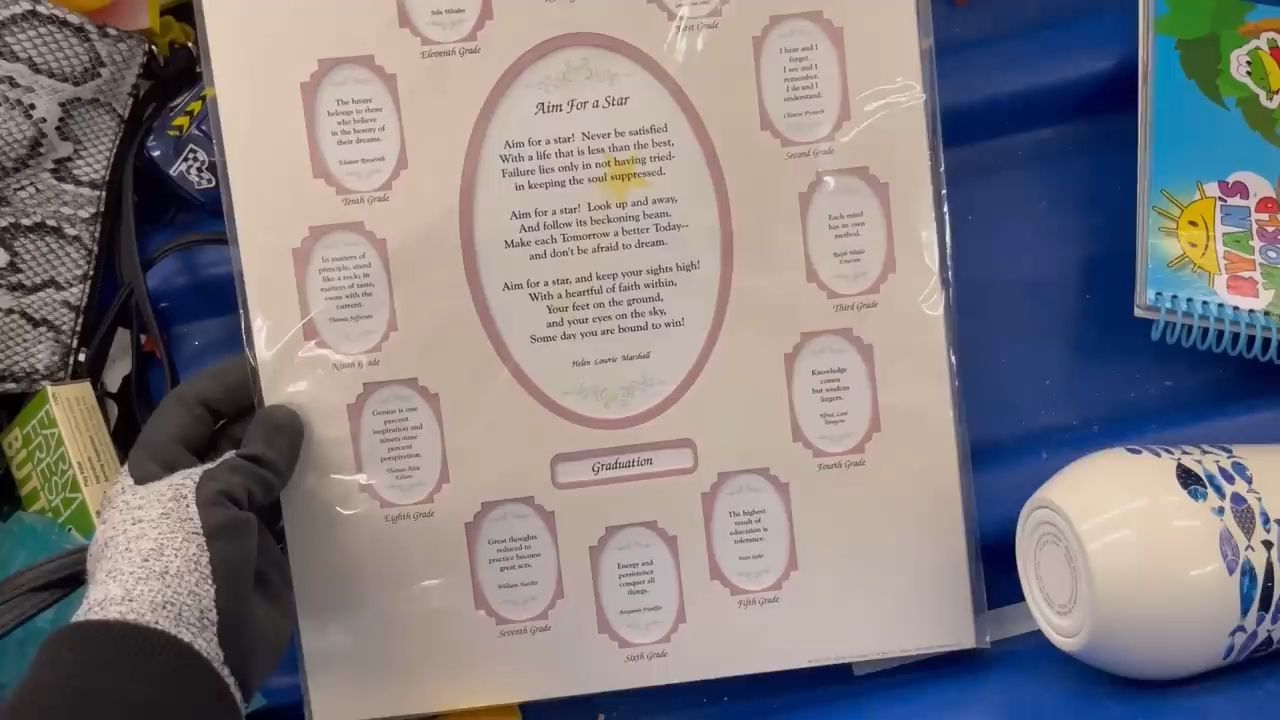 Eleventh Grade
First Grade
Aim For a Star
Aim for a star! Never be satisfied
With a life that is less than the best,
Failure lies only in not having tried-
in keeping the soul suppressed.
Aim for a star! Look up and away,
And follow its beckoning beam.
Make each Tomorrow a better Today--
and don't be afraid to dream.
Aim for a star, and keep your sights high!
With a heartful of faith within,
Your feet on the ground,
and your eyes on the sky,
Some day you are bound to win!
Helen Lowrie Marshall
Graduation
I hear and I
forget.
I see and I
remember.
I do and I
understand.
Chinese Proverb
Second Grade
Each mind
has its own
method.
Ralph Waldo
Emerson
Third Grade
Knowledge
comes
but wisdom
lingers.
Alfred, Lord
Tennyson
Fourth Grade
The highest
result of
education is
tolerance.
Helen Keller
Fifth Grade
Energy and
persistence
conquer all
things.
Benjamin Franklin
Sixth Grade
Great thoughts
reduced to
practice become
great acts.
William Hazlitt
Seventh Grade
Genius is one
percent
inspiration and
ninety-nine
percent
perspiration.
Thomas Alva
Edison
Eighth Grade
In matters of
principle, stand
like a rock; in
matters of taste,
swim with the
current.
Thomas Jefferson
Ninth Grade
The future
belongs to those
who believe
in the beauty of
their dreams.
Eleanor Roosevelt
Tenth Grade
RYAN'S
WORLD
FARM
FRESH
BUTT